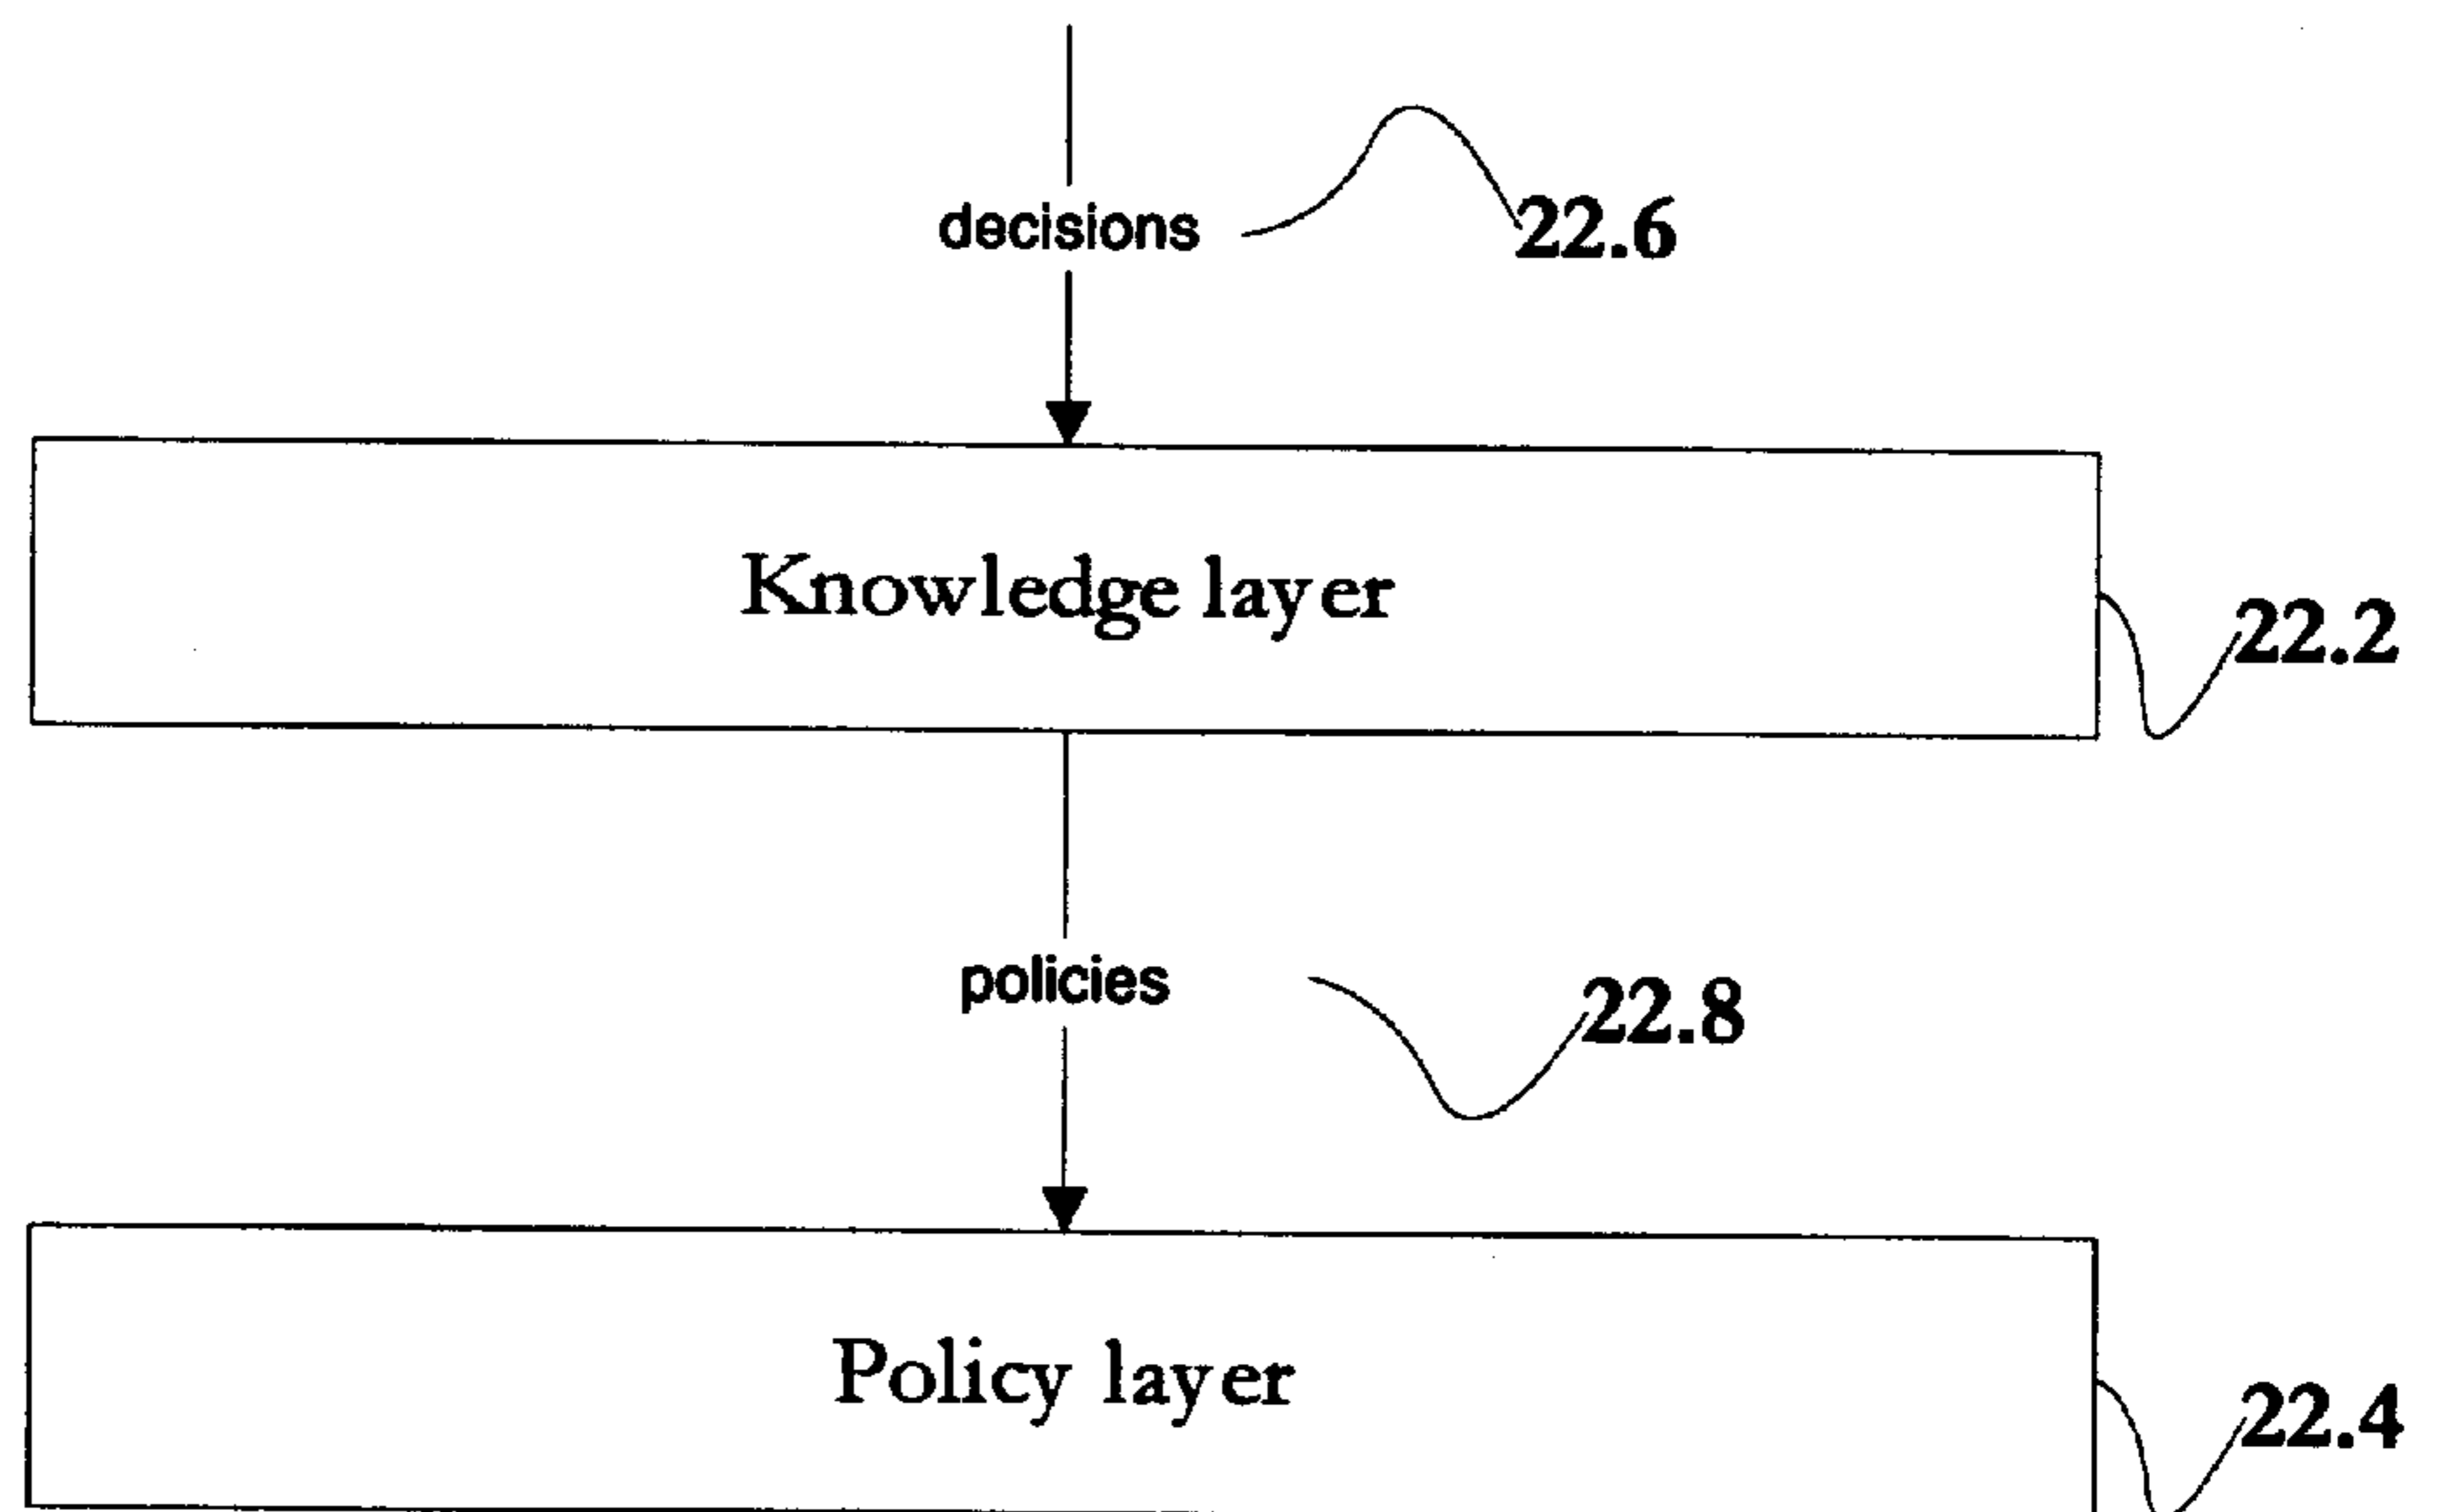 decisions 22.6
Knowledge layer
22.2
policies 22.8
Policy layer
22.4